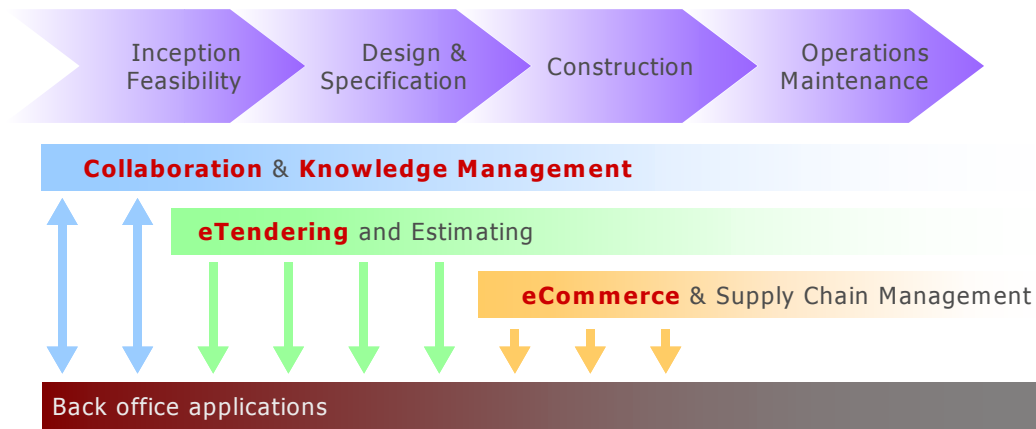 Inception
Feasibility
Design &
Specification
Construction
Operations
Maintenance
Collaboration & Knowledge Management
eTendering and Estimating
eCommerce & Supply Chain Management
Back office applications